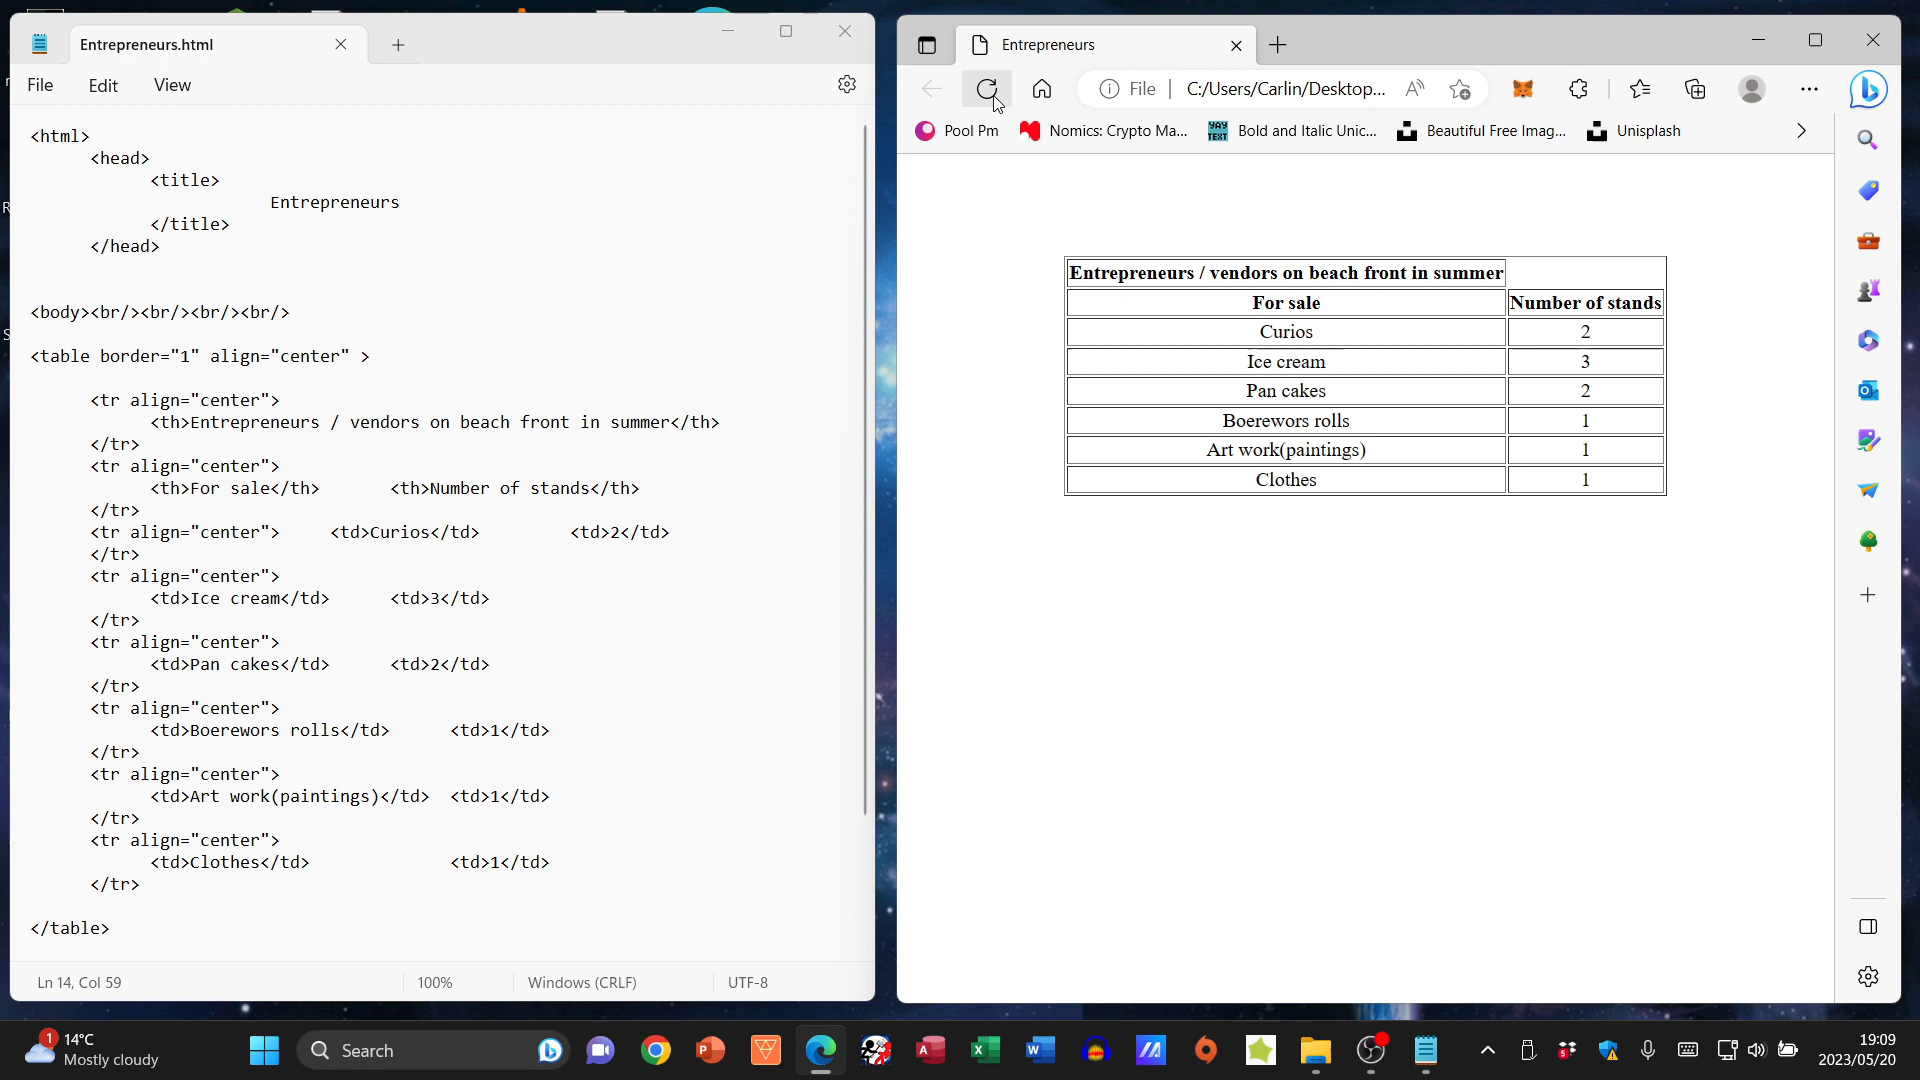 Entrepreneurs.html
File Edit View
<html>
<head>
<title>
Entrepreneurs
</title>
</head>
<body><br/><br/><br/><br/>
<table border="1" align="center" >
<tr align="center">
<th>Entrepreneurs / vendors on beach front in summer</th>
</tr>
<tr align="center">
<th>For sale</th> <th>Number of stands</th>
</tr>
<tr align="center"> <td>Curios</td> <td>2</td>
</tr>
<tr align="center">
<td>Ice cream</td> <td>3</td>
</tr>
<tr align="center">
<td>Pan cakes</td> <td>2</td>
</tr>
<tr align="center">
<td>Boerewors rolls</td> <td>1</td>
</tr>
<tr align="center">
<td>Art work(paintings)</td> <td>1</td>
</tr>
<tr align="center">
<td>Clothes</td> <td>1</td>
</tr>
</table>
Ln 14, Col 59 100% Windows (CRLF) UTF-8
Entrepreneurs
File C:/Users/Carlin/Desktop...
Pool Pm Nomics: Crypto Ma... YAY TEXT Bold and Italic Unic... Beautiful Free Imag... Unisplash
Entrepreneurs / vendors on beach front in summer
For sale Number of stands
Curios 2
Ice cream 3
Pan cakes 2
Boerewors rolls 1
Art work(paintings) 1
Clothes 1
1 14°C
Mostly cloudy
Search
19:09
2023/05/20